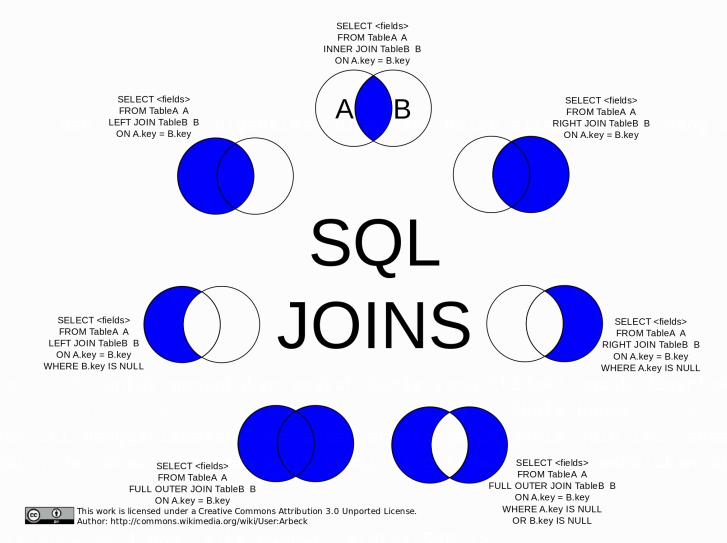 SELECT <fields>
FROM TableA A
INNER JOIN TableB B
ON A.key = B.key
A
B
SELECT <fields>
FROM TableA A
LEFT JOIN TableB B
ON A.key = B.key
SELECT <fields>
FROM TableA A
RIGHT JOIN TableB B
ON A.key = B.key
SQL
JOINS
SELECT <fields>
FROM TableA A
LEFT JOIN TableB B
ON A.key = B.key
WHERE B.key IS NULL
SELECT <fields>
FROM TableA A
RIGHT JOIN TableB B
ON A.key = B.key
WHERE A.key IS NULL
SELECT <fields>
FROM TableA A
FULL OUTER JOIN TableB B
ON A.key = B.key
SELECT <fields>
FROM TableA A
FULL OUTER JOIN TableB B
ON A.key = B.key
WHERE A.key IS NULL
OR B.key IS NULL
cc
BY
This work is licensed under a Creative Commons Attribution 3.0 Unported License.
Author: http://commons.wikimedia.org/wiki/User:Arbeck